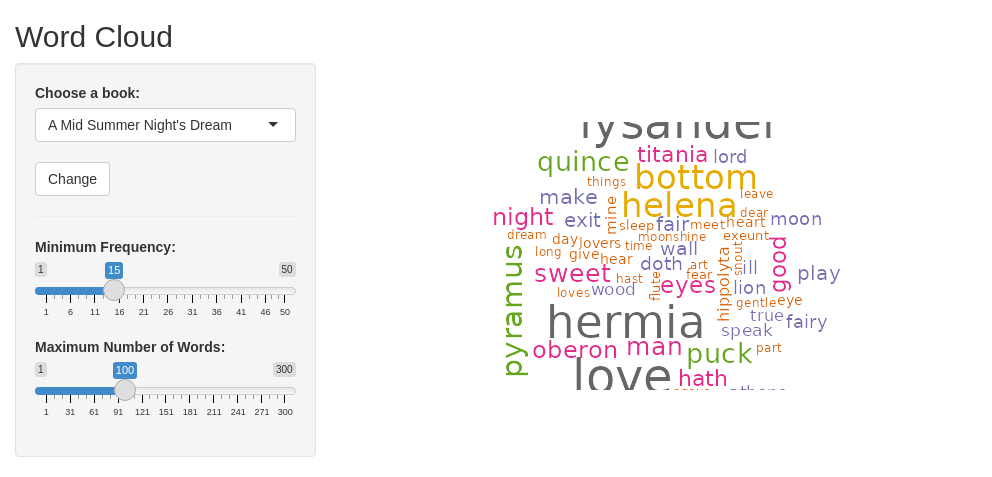 Word Cloud
Choose a book:
A Mid Summer Night's Dream
Change
Minimum Frequency:
1 15 50
1 6 11 16 21 26 31 36 41 46 50
Maximum Number of Words:
1 100 300
1 31 61 91 121 151 181 211 241 271 300
lysander
quince titania lord
things bottom
make mine helena leave
night exit sleep fair meet heart dear moon
dream day lovers moonshine exeunt
long give hear time wall
pyramus sweet hast doth art fear hippolyta snout ill good play
loves wood flute eyes lion
gentle eye
hermia true fairy
speak
oberon man puck part
love hath
athens